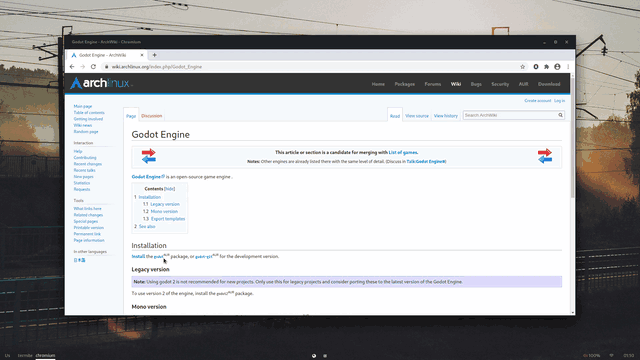 Godot Engine - ArchWiki - Chromium
Godot Engine - ArchWiki
wiki.archlinux.org/index.php/Godot_Engine
archlinux
Home Packages Forums Wiki Bugs Security AUR Download
Create account Log in
Main page
Table of contents
Getting involved
Wiki news
Random page
Interaction
Help
Contributing
Recent changes
Recent talks
New pages
Statistics
Requests
Tools
What links here
Related changes
Special pages
Printable version
Permanent link
Page information
In other languages
Page Discussion Read View source View history Search ArchWiki
Godot Engine
This article or section is a candidate for merging with List of games.
Notes: Other engines are already listed there with the same level of detail. (Discuss in Talk:Godot Engine#)
Godot Engine is an open-source game engine .
Contents [hide]
1 Installation
1.1 Legacy version
1.2 Mono version
1.3 Export templates
2 See also
Installation
Install the godot AUR package, or godot-git AUR for the development version.
Legacy version
Note: Using godot 2 is not recommended for new projects. Only use this for legacy projects and consider porting these to the latest version of the Godot Engine
To use version 2 of the engine, install the godot2 AUR package.
Mono version
termite chromium
100%